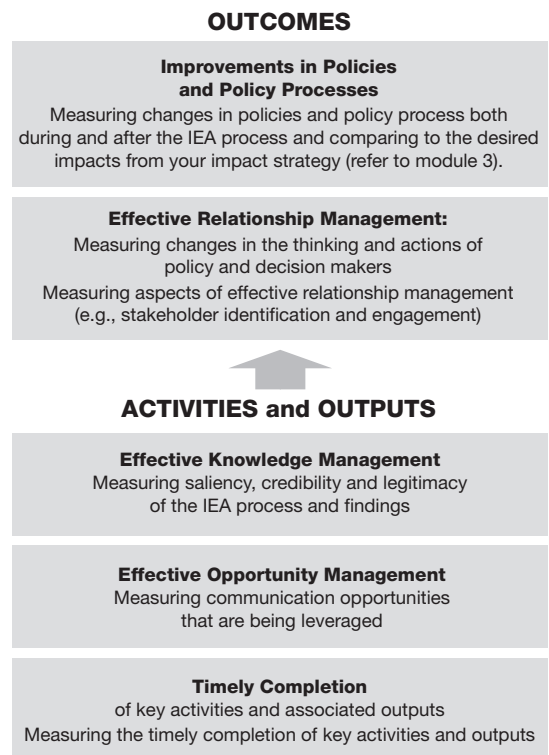 OUTCOMES
Improvements in Policies
and Policy Processes
Measuring changes in policies and policy process both
during and after the IEA process and comparing to the desired
impacts from your impact strategy (refer to module 3).
Effective Relationship Management:
Measuring changes in the thinking and actions of
policy and decision makers
Measuring aspects of effective relationship management
(e.g., stakeholder identification and engagement)
ACTIVITIES and OUTPUTS
Effective Knowledge Management
Measuring saliency, credibility and legitimacy
of the IEA process and findings
Effective Opportunity Management
Measuring communication opportunities
that are being leveraged
Timely Completion
of key activities and associated outputs
Measuring the timely completion of key activities and outputs